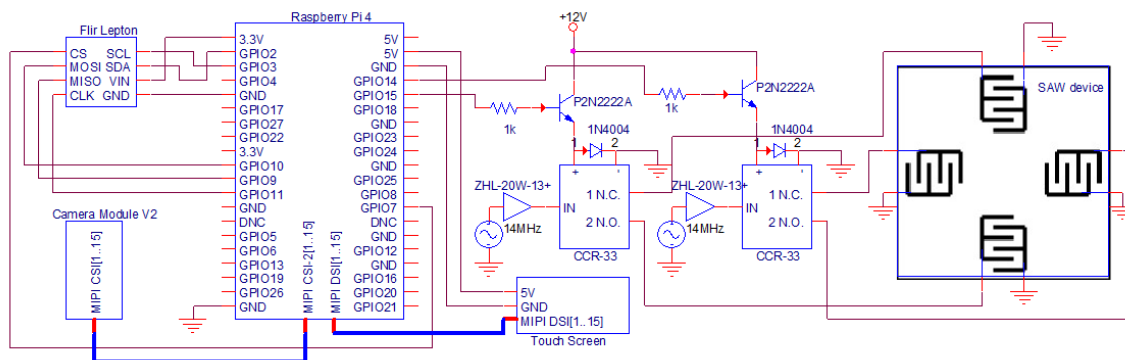 Raspberry Pi 4
+12V
Flir Lepton
CS SCL
MOSI SDA
MISO VIN
CLK GND
3.3V 5V
GPIO2 5V
GPIO3 GND
GPIO4 GPIO14
GND GPIO15
GPIO17 GPIO18
GPIO27 GND
GPIO22 GPIO23
3.3V GPIO24
GPIO10 GND
GPIO9 GPIO25
GPIO11 GPIO8
GND GPIO7
DNC DNC
GPIO5 GND
GPIO6 GPIO12
GPIO13 GND
GPIO19 GPIO16
GPIO26 GPIO20
GND GPIO21
MIPI CSI-2[1..15]
MIPI DSI[1..15]
Camera Module V2
MIPI CSI[1..15]
5V
GND
MIPI DSI[1..15]
Touch Screen
1k
P2N2222A
1N4004
1 2
+ -
ZHL-20W-13+
14MHz
IN
1 N.C.
2 N.O.
CCR-33
1k
P2N2222A
1N4004
1 2
+ -
ZHL-20W-13+
14MHz
IN
1 N.C.
2 N.O.
CCR-33
SAW device